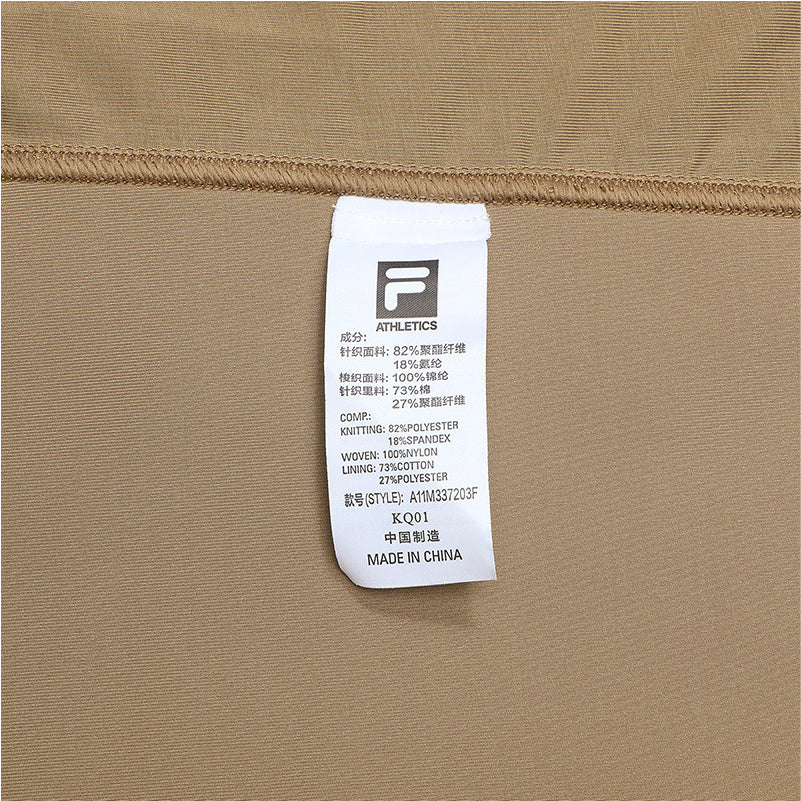 F
ATHLETICS
成分:
针织面料: 82%聚酯纤维
18%氨纶
梭织面料: 100%锦纶
针织里料: 73%棉
27%聚酯纤维
COMP.:
KNITTING: 82%POLYESTER
18%SPANDEX
WOVEN: 100%NYLON
LINING: 73%COTTON
27%POLYESTER
款号(STYLE): A11M337203F
KQ01
中国制造
MADE IN CHINA